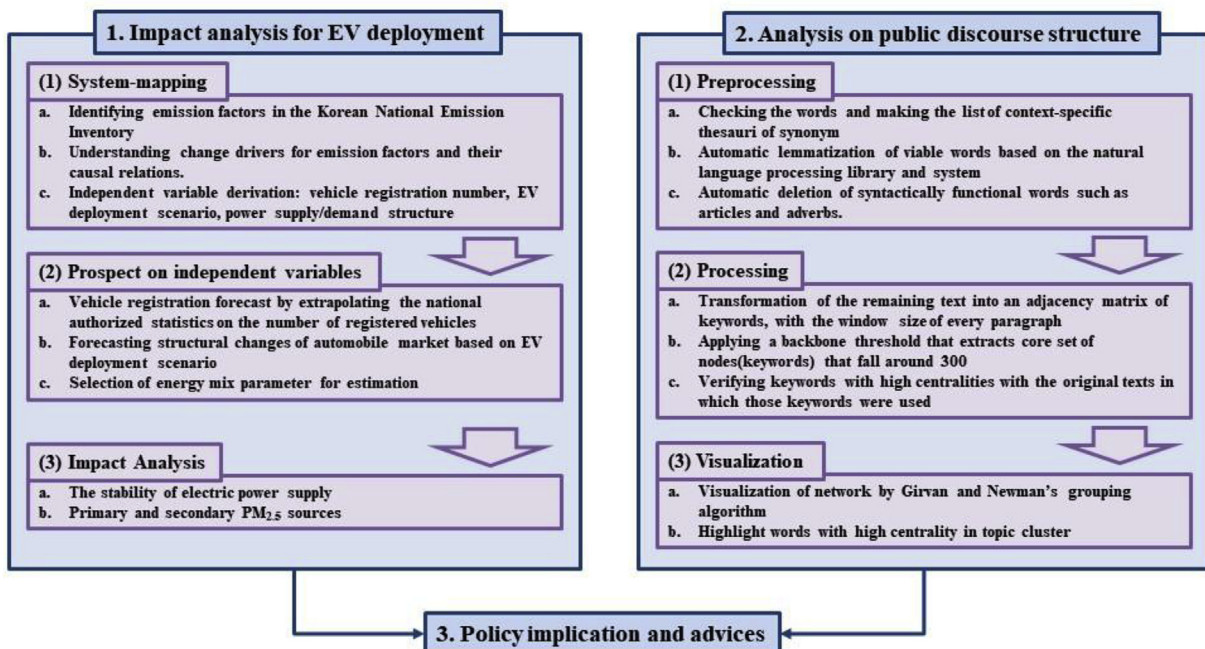 1. Impact analysis for EV deployment
(1) System-mapping
a. Identifying emission factors in the Korean National Emission
Inventory
b. Understanding change drivers for emission factors and their
causal relations.
c. Independent variable derivation: vehicle registration number, EV
deployment scenario, power supply/demand structure
(2) Prospect on independent variables
a. Vehicle registration forecast by extrapolating the national
authorized statistics on the number of registered vehicles
b. Forecasting structural changes of automobile market based on EV
deployment scenario
c. Selection of energy mix parameter for estimation
(3) Impact Analysis
a. The stability of electric power supply
b. Primary and secondary PM2.5 sources
2. Analysis on public discourse structure
(1) Preprocessing
a. Checking the words and making the list of context-specific
thesauri of synonym
b. Automatic lemmatization of viable words based on the natural
language processing library and system
c. Automatic deletion of syntactically functional words such as
articles and adverbs.
(2) Processing
a. Transformation of the remaining text into an adjacency matrix of
keywords, with the window size of every paragraph
b. Applying a backbone threshold that extracts core set of
nodes(keywords) that fall around 300
c. Verifying keywords with high centralities with the original texts in
which those keywords were used
(3) Visualization
a. Visualization of network by Girvan and Newman's grouping
algorithm
b. Highlight words with high centrality in topic cluster
3. Policy implication and advices